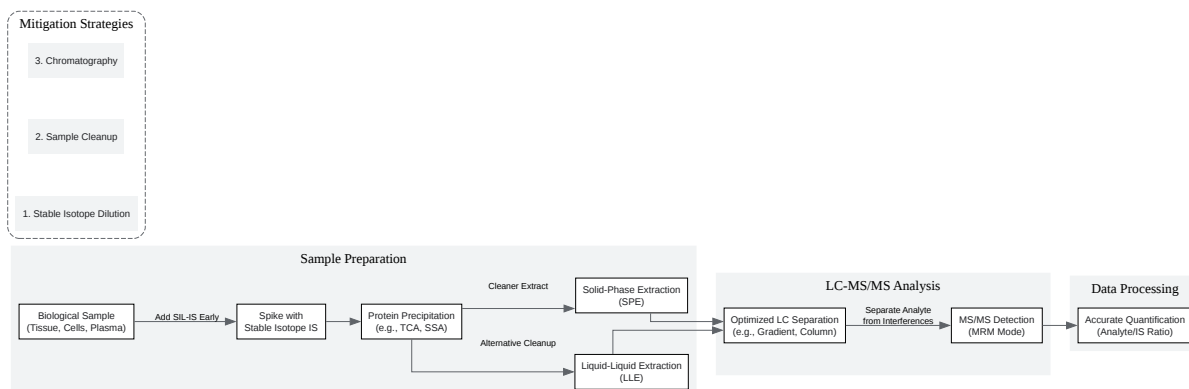 Mitigation Strategies
3. Chromatography
2. Sample Cleanup
1. Stable Isotope Dilution
Sample Preparation
Biological Sample
(Tissue, Cells, Plasma)
Add SIL-IS Early
Spike with
Stable Isotope IS
Protein Precipitation
(e.g., TCA, SSA)
Cleaner Extract
Alternative Cleanup
Solid-Phase Extraction
(SPE)
Liquid-Liquid Extraction
(LLE)
LC-MS/MS Analysis
Optimized LC Separation
(e.g., Gradient, Column)
Separate Analyte
from Interferences
MS/MS Detection
(MRM Mode)
Data Processing
Accurate Quantification
(Analyte/IS Ratio)